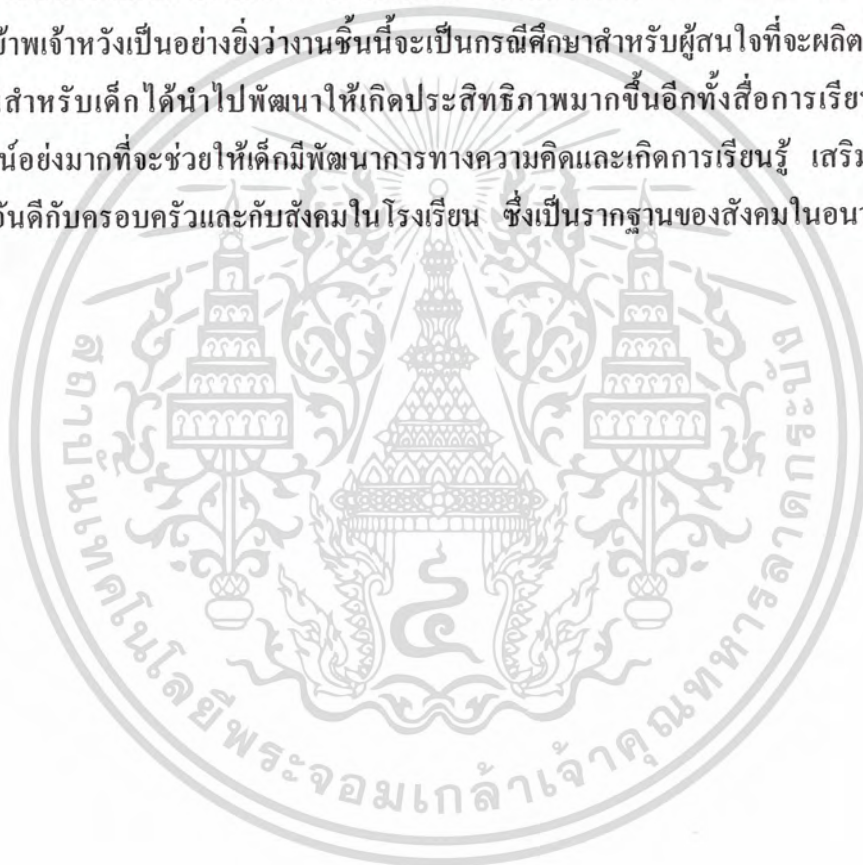 ข้าพเจ้าหวังเป็นอย่างยิ่งว่างานชิ้นนี้จะเป็นกรณีศึกษาสำหรับผู้สนใจที่จะผลิต
สำหรับเด็กได้นำไปพัฒนาให้เกิดประสิทธิภาพมากขึ้นอีกทั้งสื่อการเรีย
น์อย่งมากที่จะช่วยให้เด็กมีพัฒนาการทางความคิดและเกิดการเรียนรู้ เสริม
อันดีกับครอบครัวและกับสังคมในโรงเรียน ซึ่งเป็นรากฐานของสังคมในอน
สถาบันเทคโนโลยีพระจอมเกล้าเจ้าคุณทหารลาดกระบัง